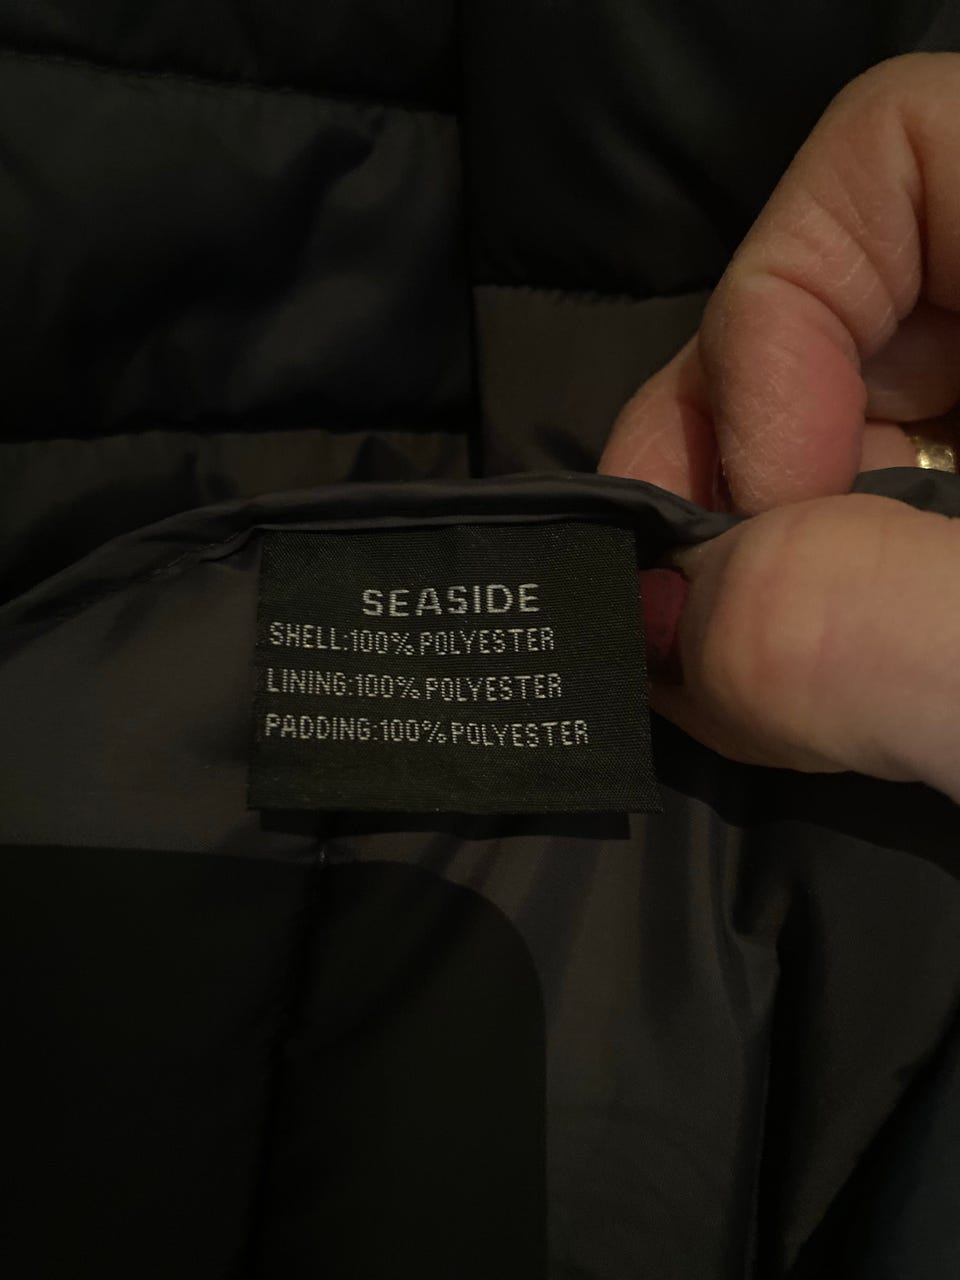 SEASIDE
SHELL:100% POLYESTER
LINING:100% POLYESTER
PADDING:100% POLYESTER